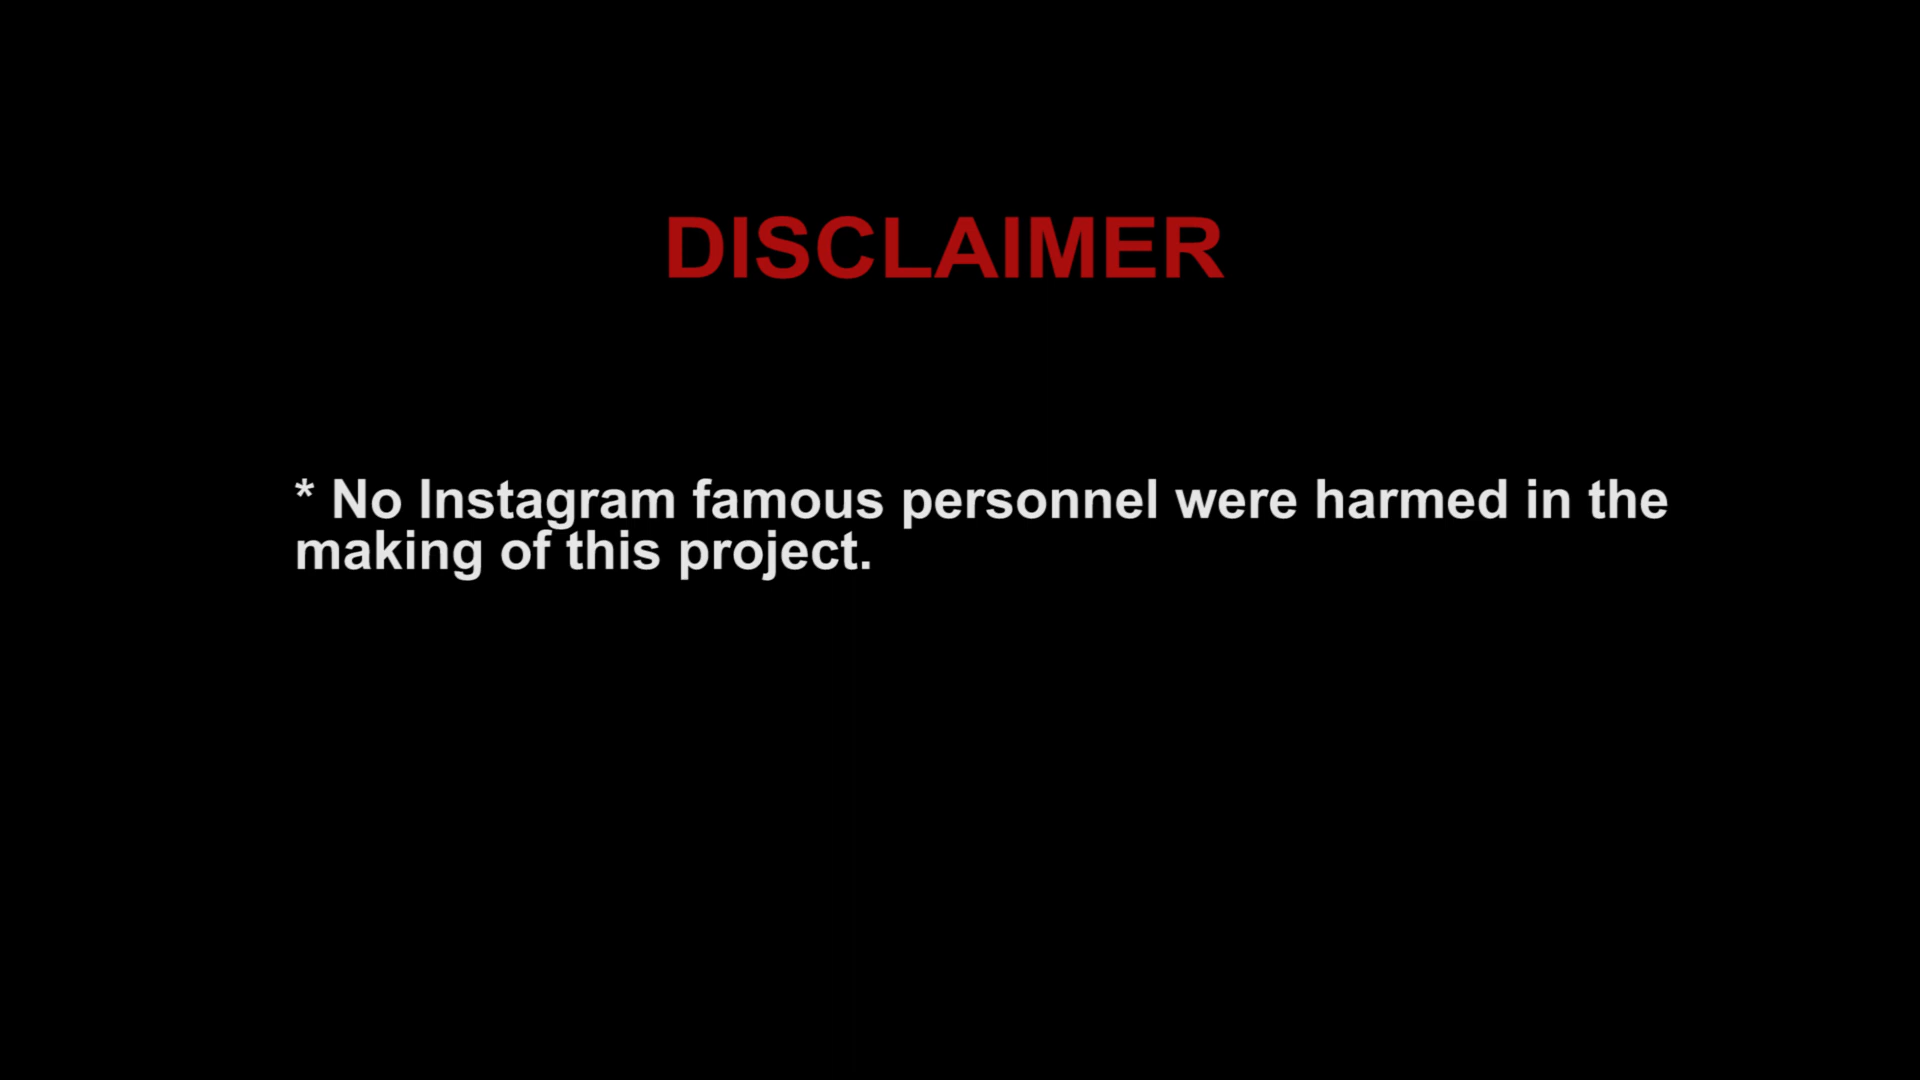 DISCLAIMER
* No Instagram famous personnel were harmed in the
making of this project.